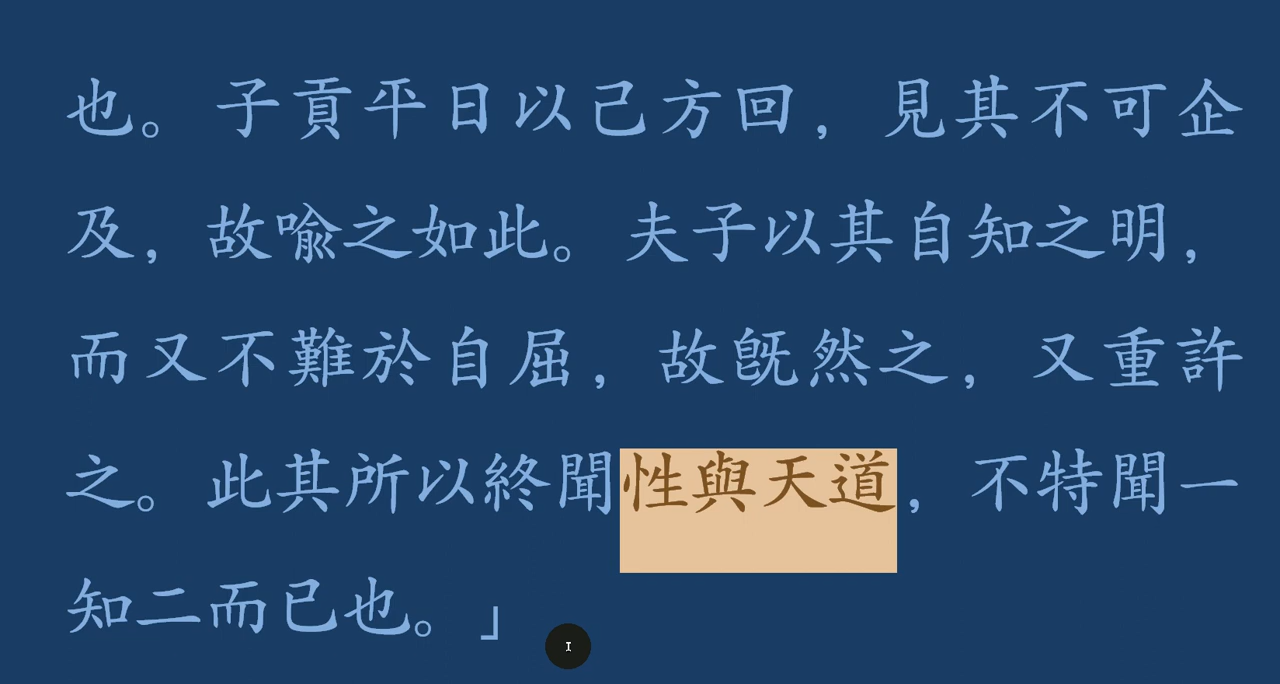 也。子貢平日以己方回，見其不可企
及，故喩之如此。夫子以其自知之明，
而又不難於自屈，故旣然之，又重許
之。此其所以終聞性與天道，不特聞一
知二而已也。」